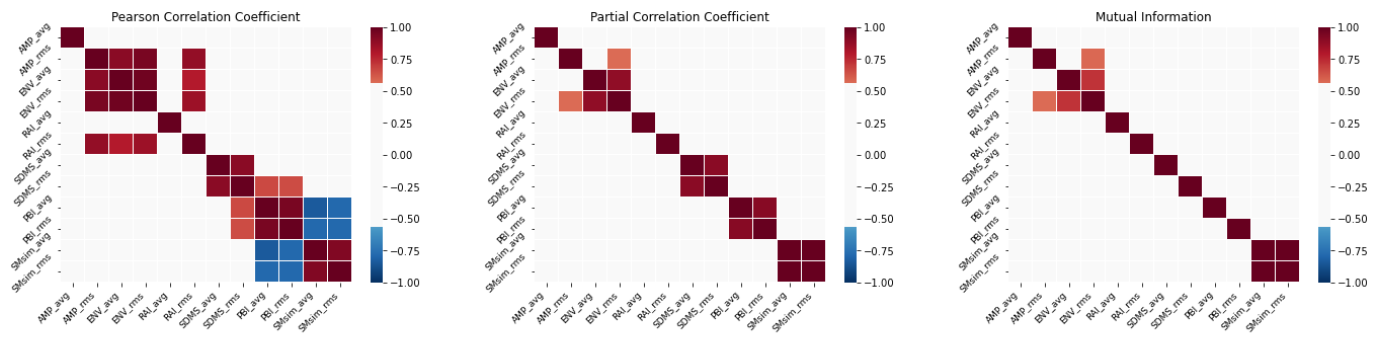 Pearson Correlation Coefficient
AMP_avg
AMP_rms
ENV_avg
ENV_rms
RAI_avg
RAI_rms
SDMS_avg
SDMS_rms
PBI_avg
PBI_rms
SMsim_avg
SMsim_rms
AMP_avg
AMP_rms
ENV_avg
ENV_rms
RAI_avg
RAI_rms
SDMS_avg
SDMS_rms
PBI_avg
PBI_rms
SMsim_avg
SMsim_rms
1.00
0.75
0.50
0.25
0.00
−0.25
−0.50
−0.75
−1.00
Partial Correlation Coefficient
AMP_avg
AMP_rms
ENV_avg
ENV_rms
RAI_avg
RAI_rms
SDMS_avg
SDMS_rms
PBI_avg
PBI_rms
SMsim_avg
SMsim_rms
AMP_avg
AMP_rms
ENV_avg
ENV_rms
RAI_avg
RAI_rms
SDMS_avg
SDMS_rms
PBI_avg
PBI_rms
SMsim_avg
SMsim_rms
1.00
0.75
0.50
0.25
0.00
−0.25
−0.50
−0.75
−1.00
Mutual Information
AMP_avg
AMP_rms
ENV_avg
ENV_rms
RAI_avg
RAI_rms
SDMS_avg
SDMS_rms
PBI_avg
PBI_rms
SMsim_avg
SMsim_rms
AMP_avg
AMP_rms
ENV_avg
ENV_rms
RAI_avg
RAI_rms
SDMS_avg
SDMS_rms
PBI_avg
PBI_rms
SMsim_avg
SMsim_rms
1.00
0.75
0.50
0.25
0.00
−0.25
−0.50
−0.75
−1.00